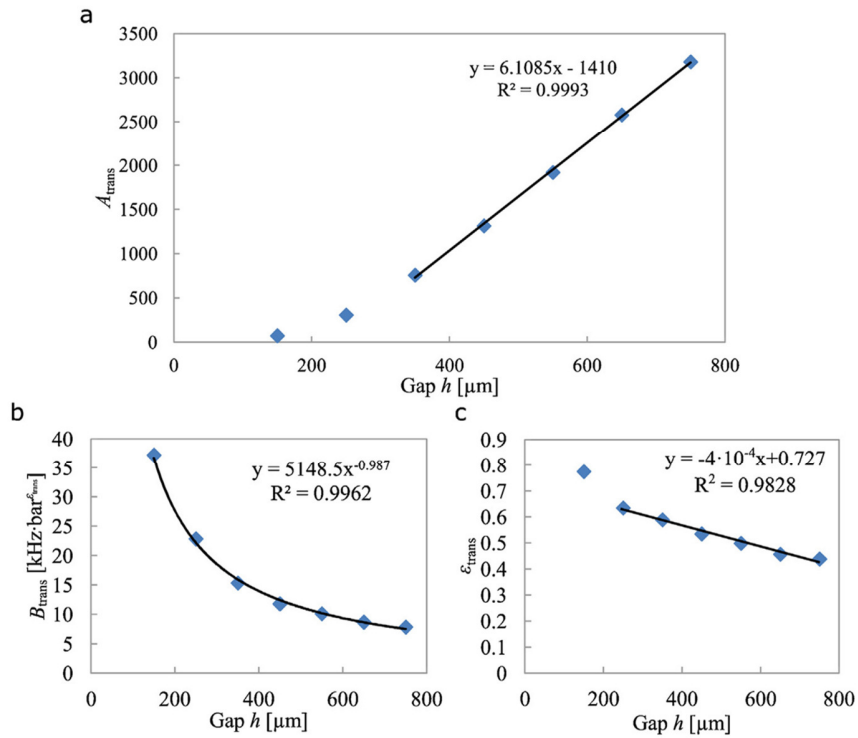 a
3500
3000
2500
2000
1500
1000
500
0
A_trans
y = 6.1085x - 1410
R² = 0.9993
0 200 400 600 800
Gap h [µm]
b
40
35
30
25
20
15
10
5
0
B_trans [kHz·bar^ε_trans]
y = 5148.5x^-0.987
R² = 0.9962
0 200 400 600 800
Gap h [µm]
c
0.9
0.8
0.7
0.6
0.5
0.4
0.3
0.2
0.1
0
ε_trans
y = -4·10^-4x+0.727
R² = 0.9828
0 200 400 600 800
Gap h [µm]